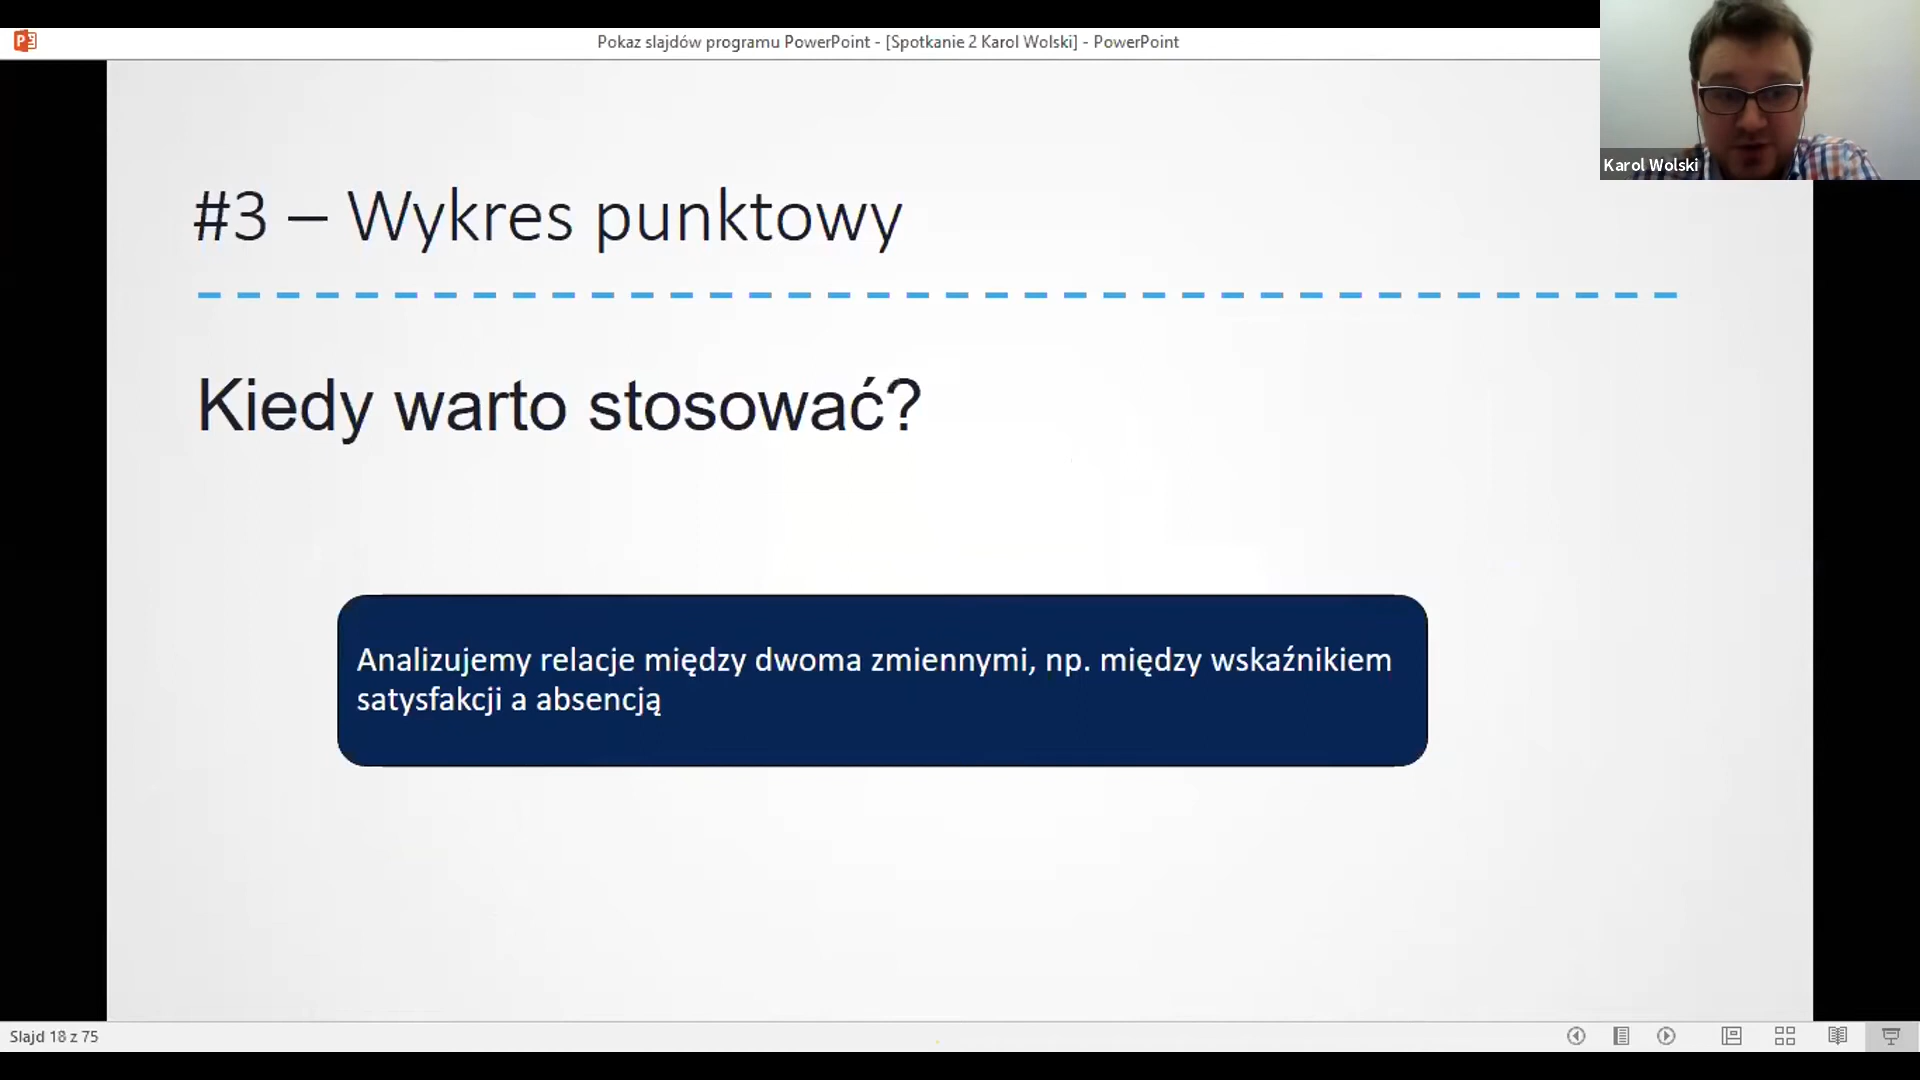 Pokaz slajdów programu PowerPoint - [Spotkanie 2 Karol Wolski] - PowerPoint
Karol Wolski
#3 – Wykres punktowy
Kiedy warto stosować?
Analizujemy relacje między dwoma zmiennymi, np. między wskaźnikiem
satysfakcji a absencją
Slajd 18 z 75